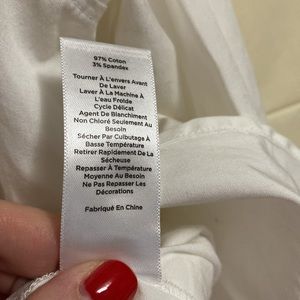 97% Coton
3% Spandex
Tourner À L'envers Avant
De Laver
Laver À La Machine À
L'eau Froide
Cycle Délicat
Agent De Blanchiment
Non Chloré Seulement Au
Besoin
Sécher Par Culbutage À
Basse Température
Retirer Rapidement De La
Sécheuse
Repasser À Température
Moyenne Au Besoin
Ne Pas Repasser Les
Décorations
Fabriqué En Chine